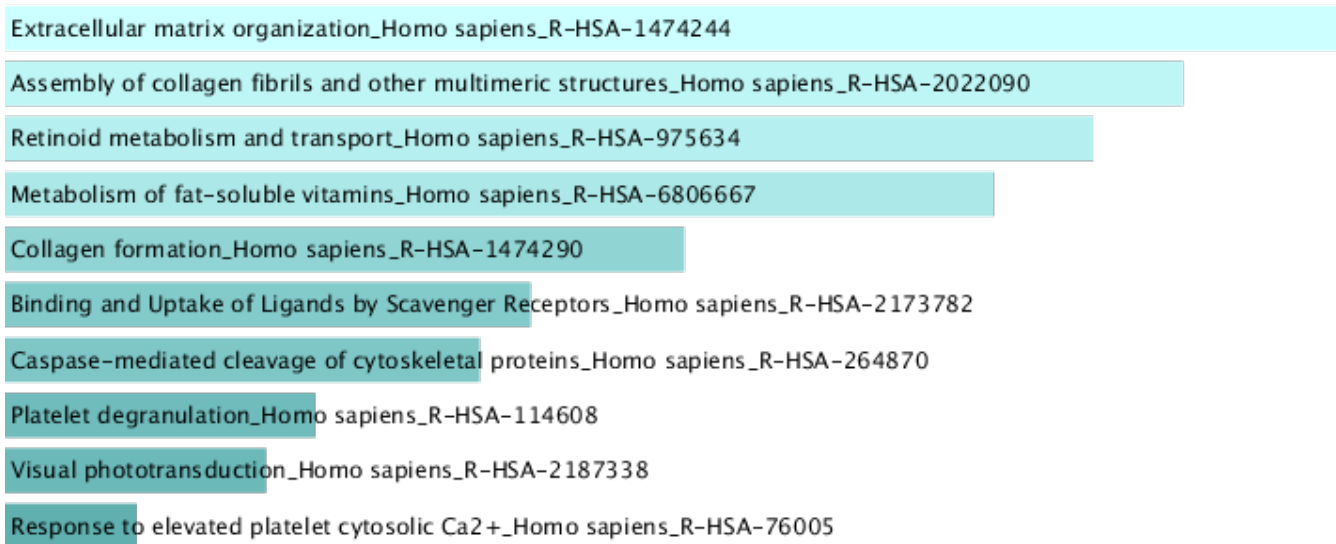 Extracellular matrix organization_Homo sapiens_R-HSA-1474244
Assembly of collagen fibrils and other multimeric structures_Homo sapiens_R-HSA-2022090
Retinoid metabolism and transport_Homo sapiens_R-HSA-975634
Metabolism of fat-soluble vitamins_Homo sapiens_R-HSA-6806667
Collagen formation_Homo sapiens_R-HSA-1474290
Binding and Uptake of Ligands by Scavenger Receptors_Homo sapiens_R-HSA-2173782
Caspase-mediated cleavage of cytoskeletal proteins_Homo sapiens_R-HSA-264870
Platelet degranulation_Homo sapiens_R-HSA-114608
Visual phototransduction_Homo sapiens_R-HSA-2187338
Response to elevated platelet cytosolic Ca2+_Homo sapiens_R-HSA-76005